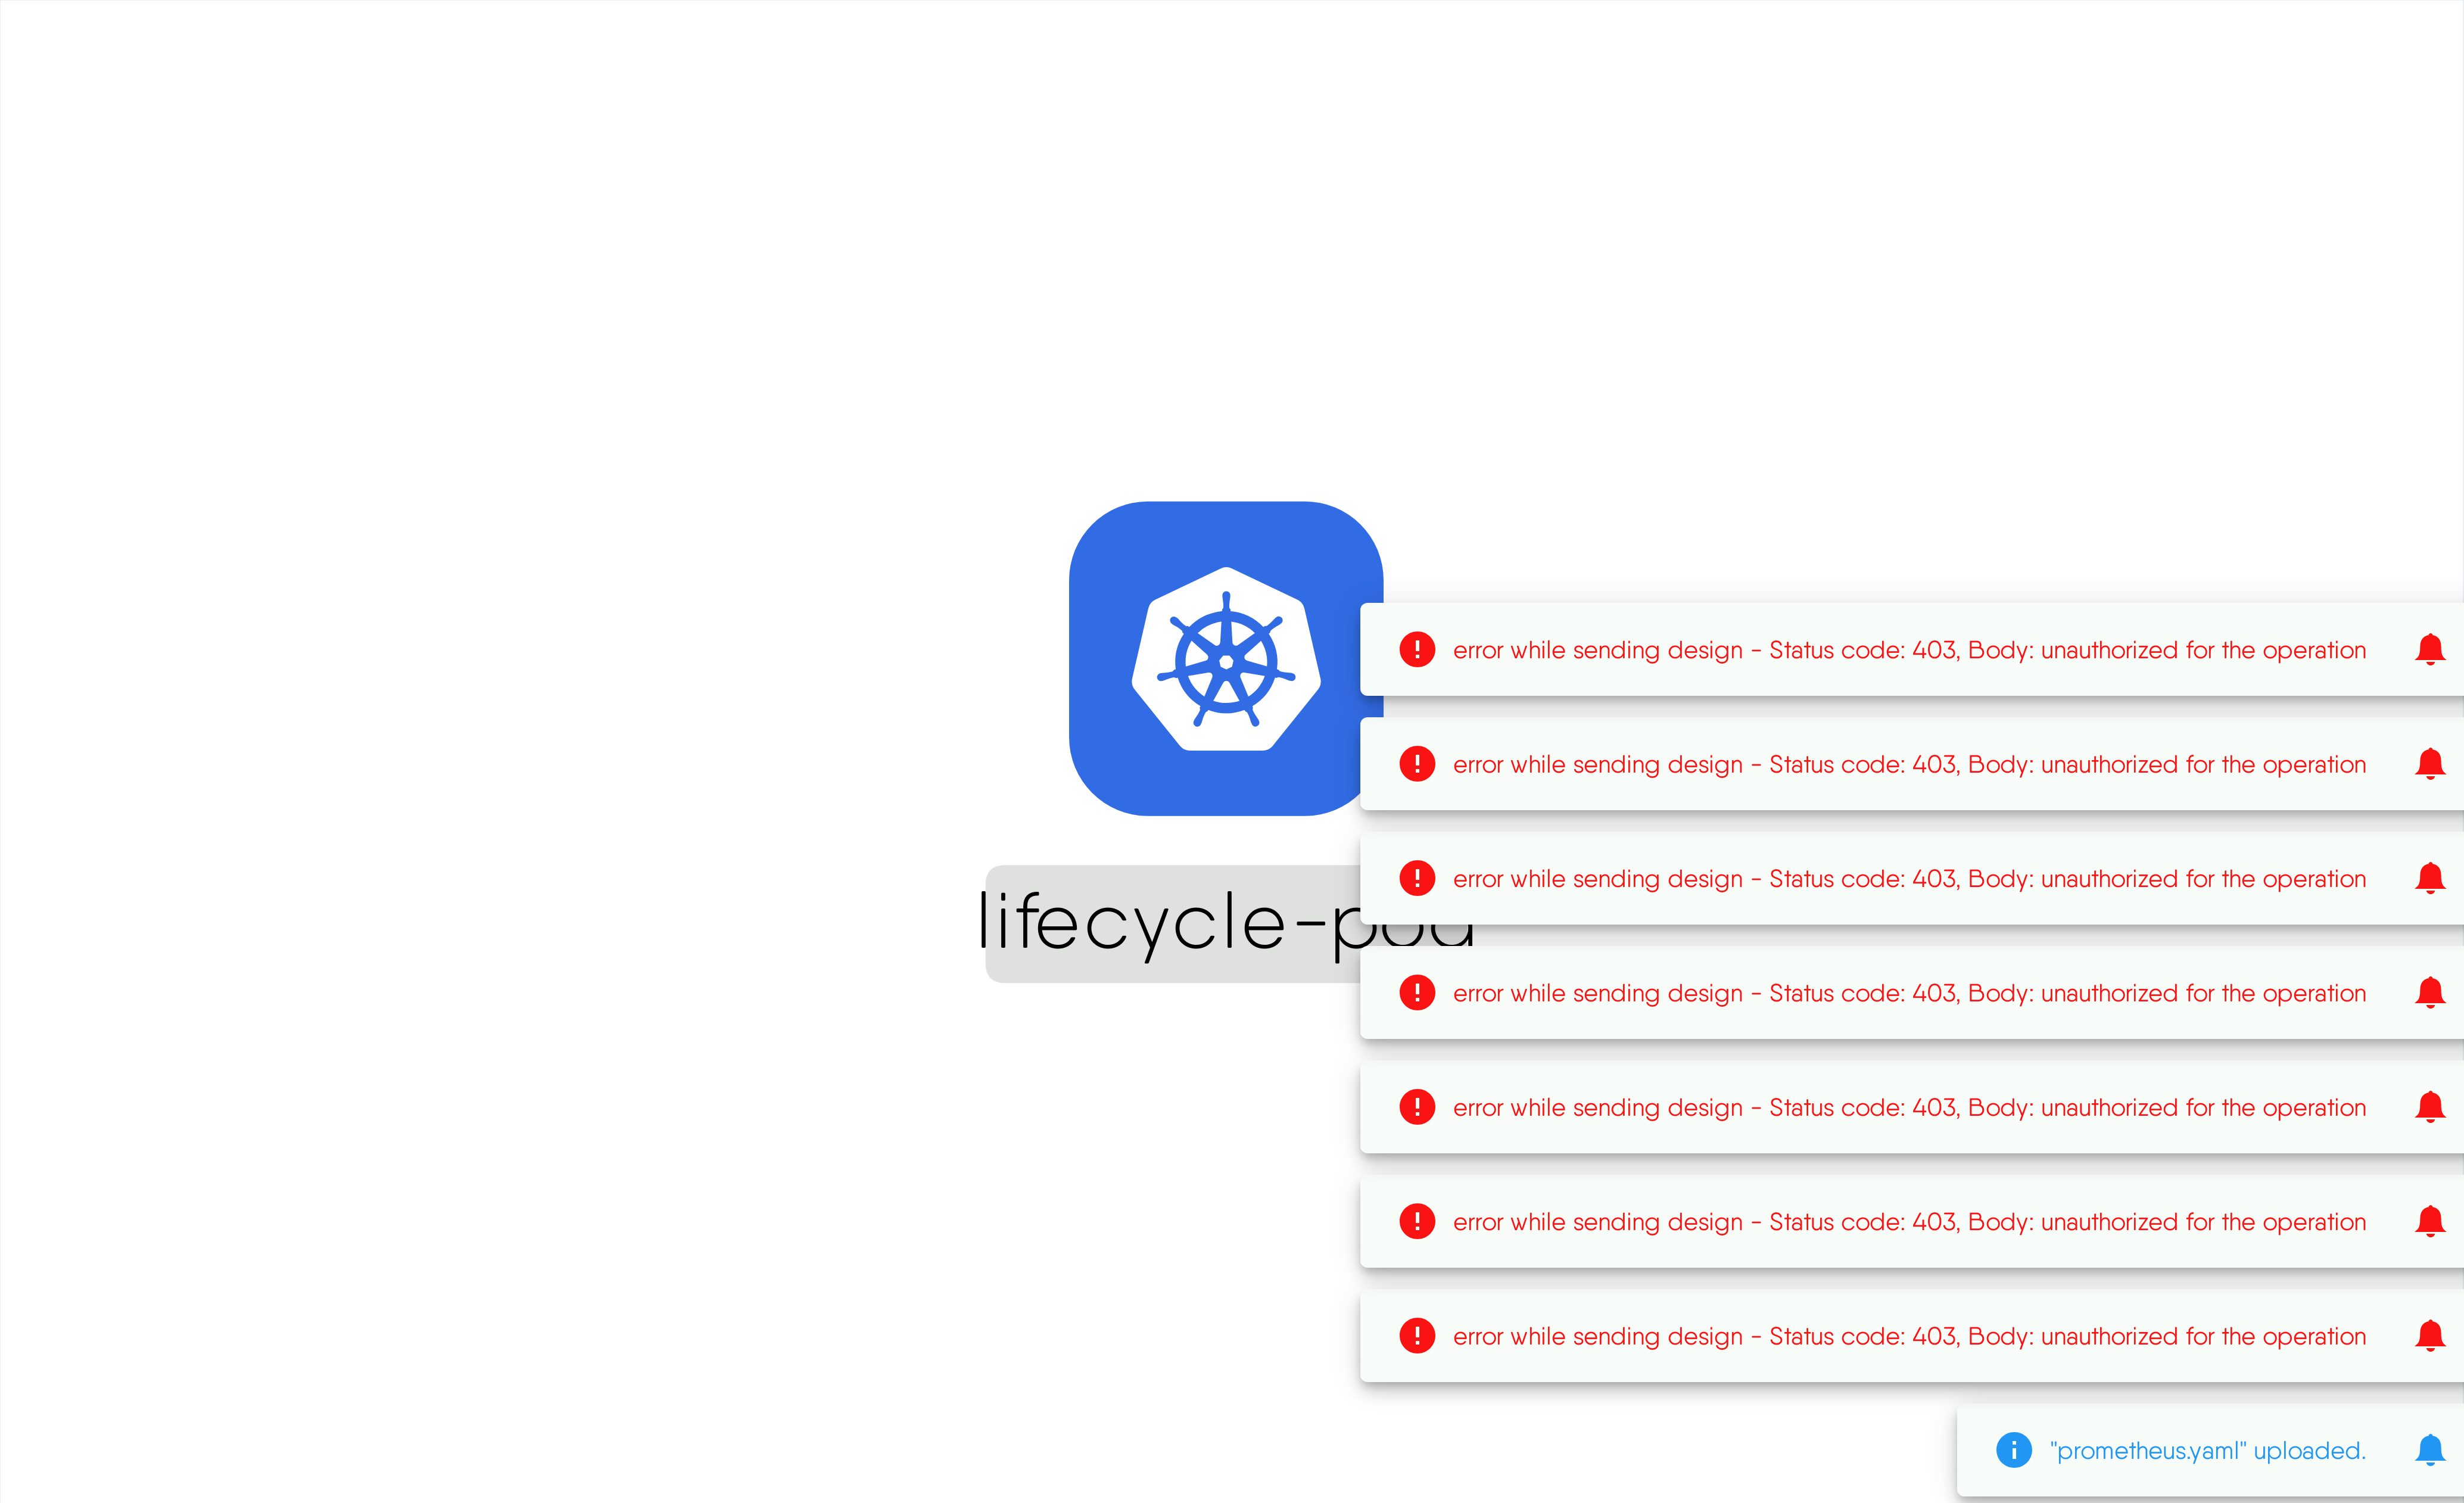 error while sending design - Status code: 403, Body: unauthorized for the operation
error while sending design - Status code: 403, Body: unauthorized for the operation
error while sending design - Status code: 403, Body: unauthorized for the operation
lifecycle-pod
error while sending design - Status code: 403, Body: unauthorized for the operation
error while sending design - Status code: 403, Body: unauthorized for the operation
error while sending design - Status code: 403, Body: unauthorized for the operation
error while sending design - Status code: 403, Body: unauthorized for the operation
"prometheus.yaml" uploaded.